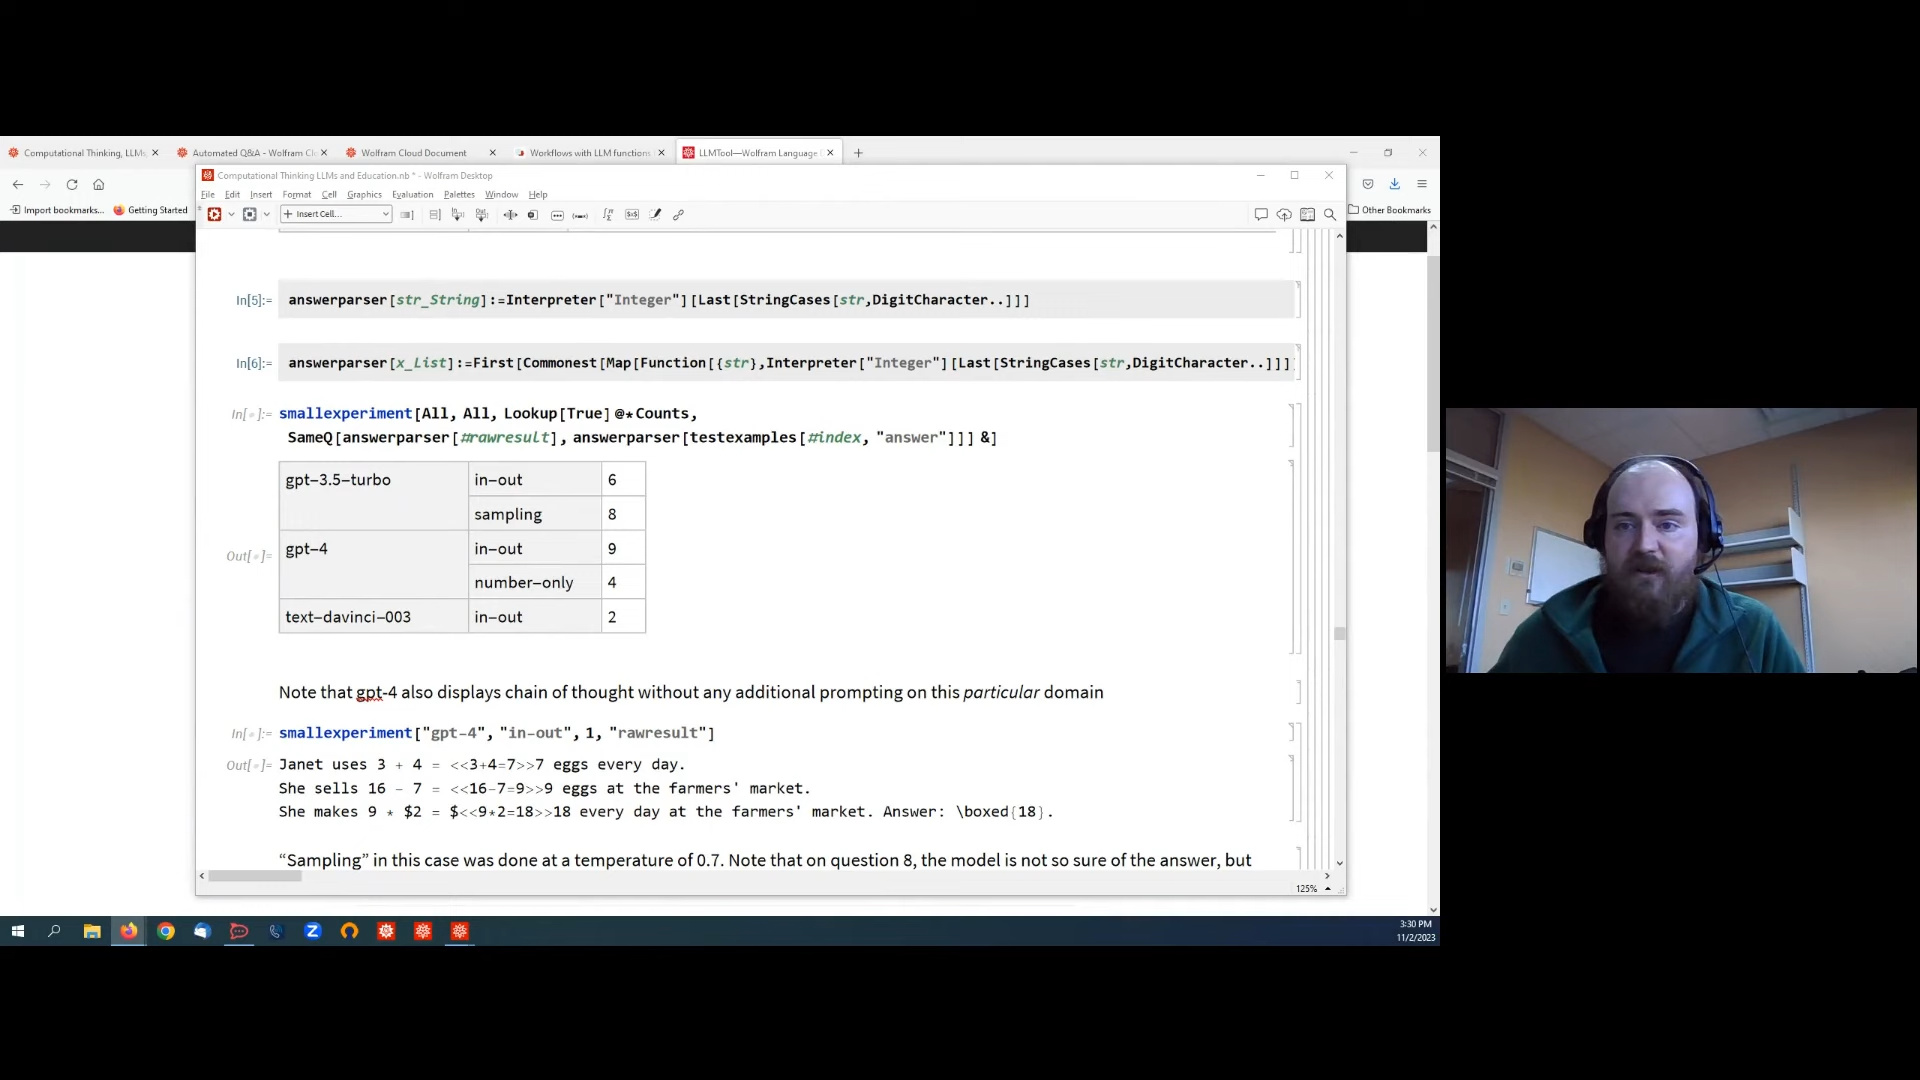 Computational Thinking, LLMs,
Automated Q&A - Wolfram Cl
Wolfram Cloud Document
Workflows with LLM functions
LLMTool—Wolfram Language
Computational Thinking LLMs and Education.nb * - Wolfram Desktop
File Edit Insert Format Cell Graphics Evaluation Palettes Window Help
Import bookmarks... Getting Started
Other Bookmarks
Insert Cell...
In[5]:= answerparser[str_String]:=Interpreter["Integer"][Last[StringCases[str,DigitCharacter..]]]
In[6]:= answerparser[x_List]:=First[Commonest[Map[Function[{str},Interpreter["Integer"][Last[StringCases[str,DigitCharacter..]]]
In[•]:= smallexperiment[All, All, Lookup[True] @* Counts,
SameQ[answerparser[#rawresult], answerparser[testexamples[#index, "answer"]]] &]
Out[•]=
gpt-3.5-turbo in-out 6
sampling 8
gpt-4 in-out 9
number-only 4
text-davinci-003 in-out 2
Note that gpt-4 also displays chain of thought without any additional prompting on this particular domain
In[•]:= smallexperiment["gpt-4", "in-out", 1, "rawresult"]
Out[•]= Janet uses 3 + 4 = <<3+4=7>>7 eggs every day.
She sells 16 - 7 = <<16-7=9>>9 eggs at the farmers' market.
She makes 9 * $2 = $<<9*2=18>>18 every day at the farmers' market. Answer: \boxed{18}.
“Sampling” in this case was done at a temperature of 0.7. Note that on question 8, the model is not so sure of the answer, but
125%
3:30 PM
11/2/2023